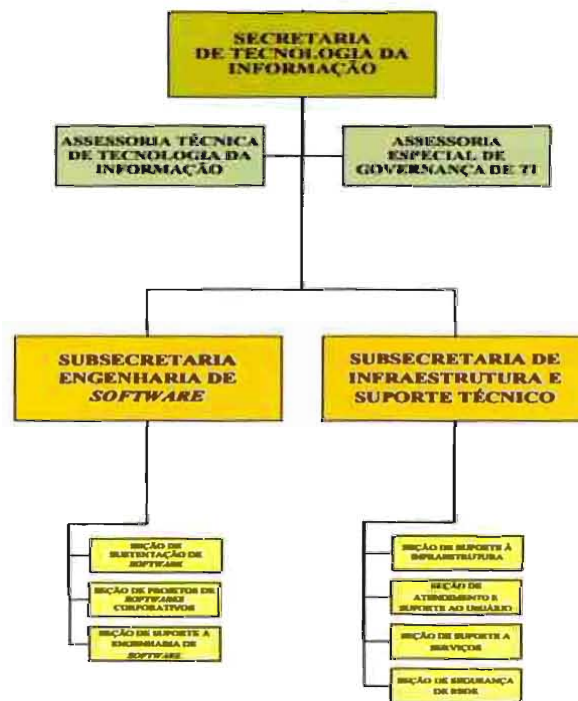 SECRETARIA
DE TECNOLOGIA DA
INFORMAÇÃO
ASSESSORIA TÉCNICA
DE TECNOLOGIA DA
INFORMAÇÃO
ASSESSORIA
ESPECIAL DE
GOVERNANÇA DE TI
SUBSECRETARIA
ENGENHARIA DE
SOFTWARE
SUBSECRETARIA DE
INFRAESTRUTURA E
SUPORTE TÉCNICO
SEÇÃO DE
SUSTENTAÇÃO DE
SOFTWARE
SEÇÃO DE PROJETOS DE
SOFTWARES
CORPORATIVOS
SEÇÃO DE SUPORTE A
ENGENHARIA DE
SOFTWARE
SEÇÃO DE SUPORTE À
INFRAESTRUTURA
SEÇÃO DE
ATENDIMENTO E
SUPORTE AO USUÁRIO
SEÇÃO DE SUPORTE A
SERVIÇOS
SEÇÃO DE SEGURANÇA
DE REDE